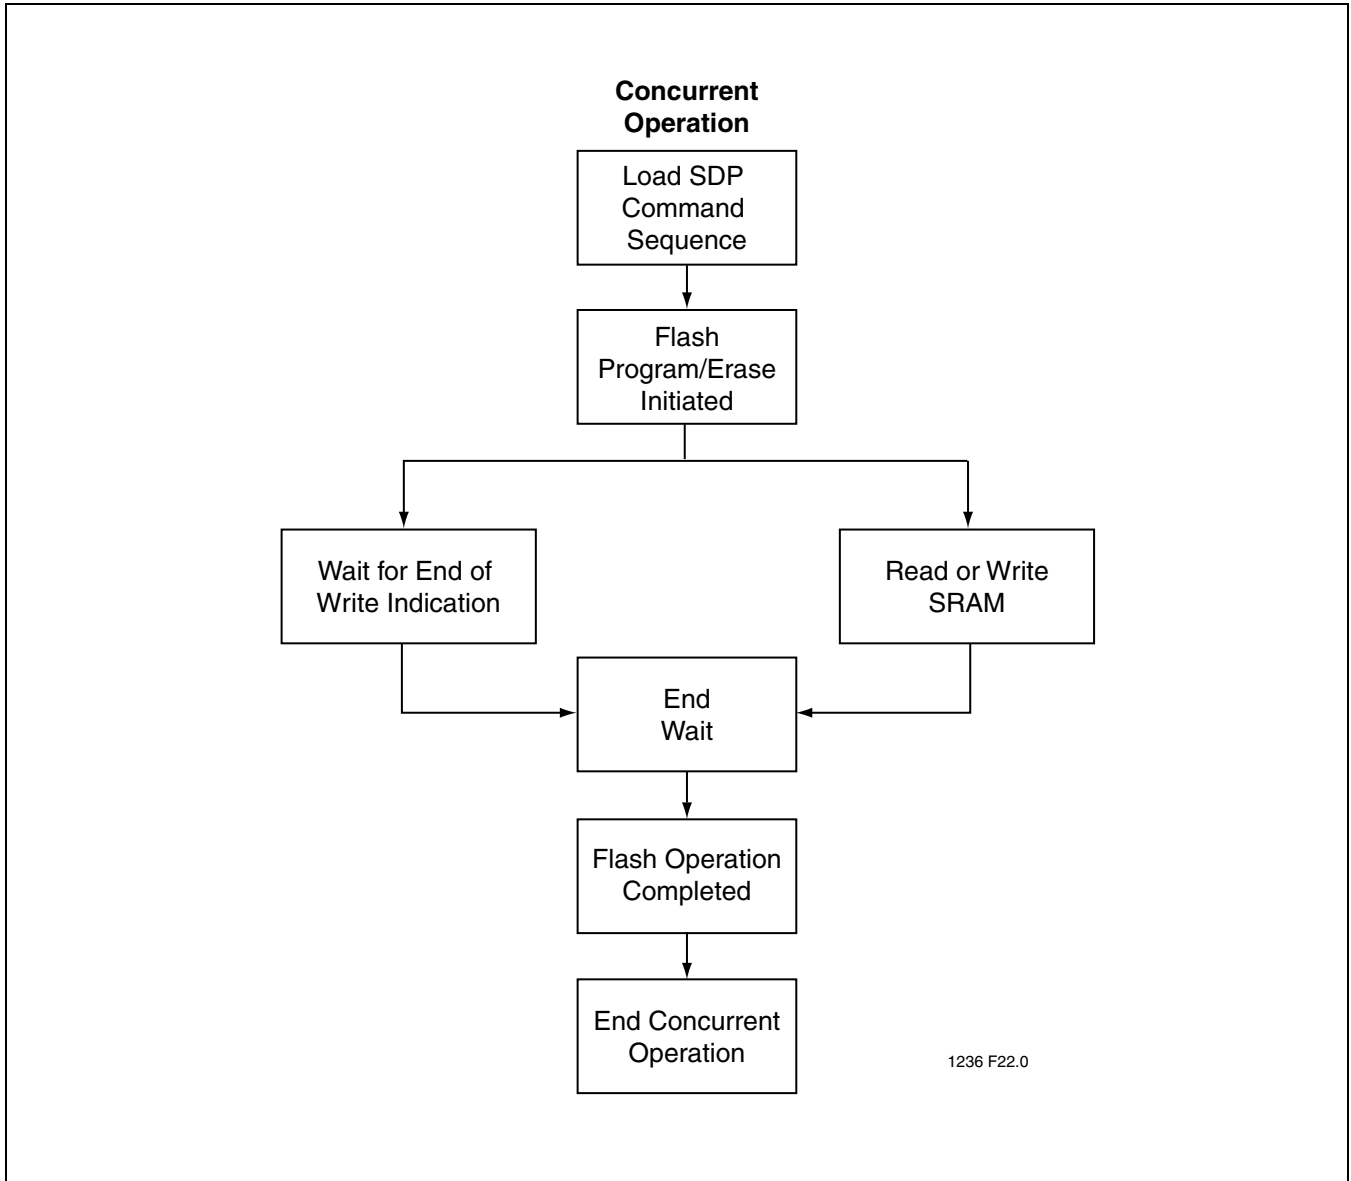 Concurrent
Operation
Load SDP
Command
Sequence
Flash
Program/Erase
Initiated
Wait for End of
Write Indication
Read or Write
SRAM
End
Wait
Flash Operation
Completed
End Concurrent
Operation
1236 F22.0